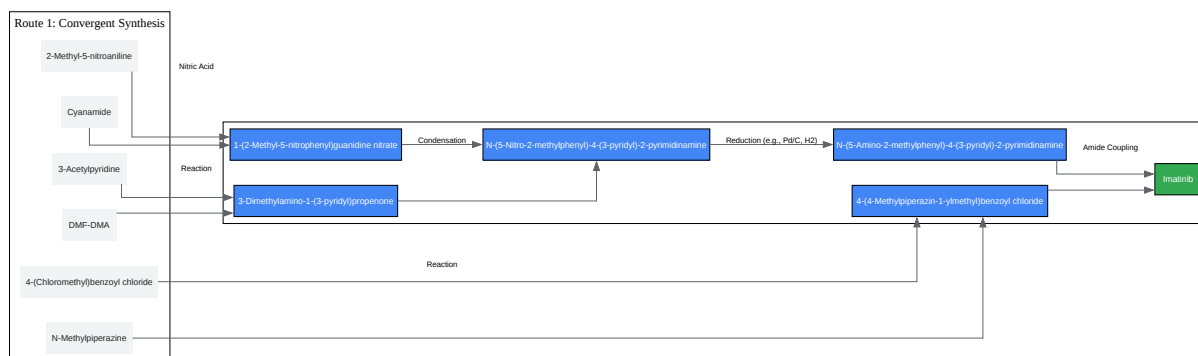 Route 1: Convergent Synthesis
2-Methyl-5-nitroaniline
Nitric Acid
Cyanamide
1-(2-Methyl-5-nitrophenyl)guanidine nitrate
Condensation
N-(5-Nitro-2-methylphenyl)-4-(3-pyridyl)-2-pyrimidinamine
Reduction (e.g., Pd/C, H2)
N-(5-Amino-2-methylphenyl)-4-(3-pyridyl)-2-pyrimidinamine
Amide Coupling
3-Acetylpyridine
Reaction
Imatinib
3-Dimethylamino-1-(3-pyridyl)propenone
4-(4-Methylpiperazin-1-ylmethyl)benzoyl chloride
DMF-DMA
Reaction
4-(Chloromethyl)benzoyl chloride
N-Methylpiperazine